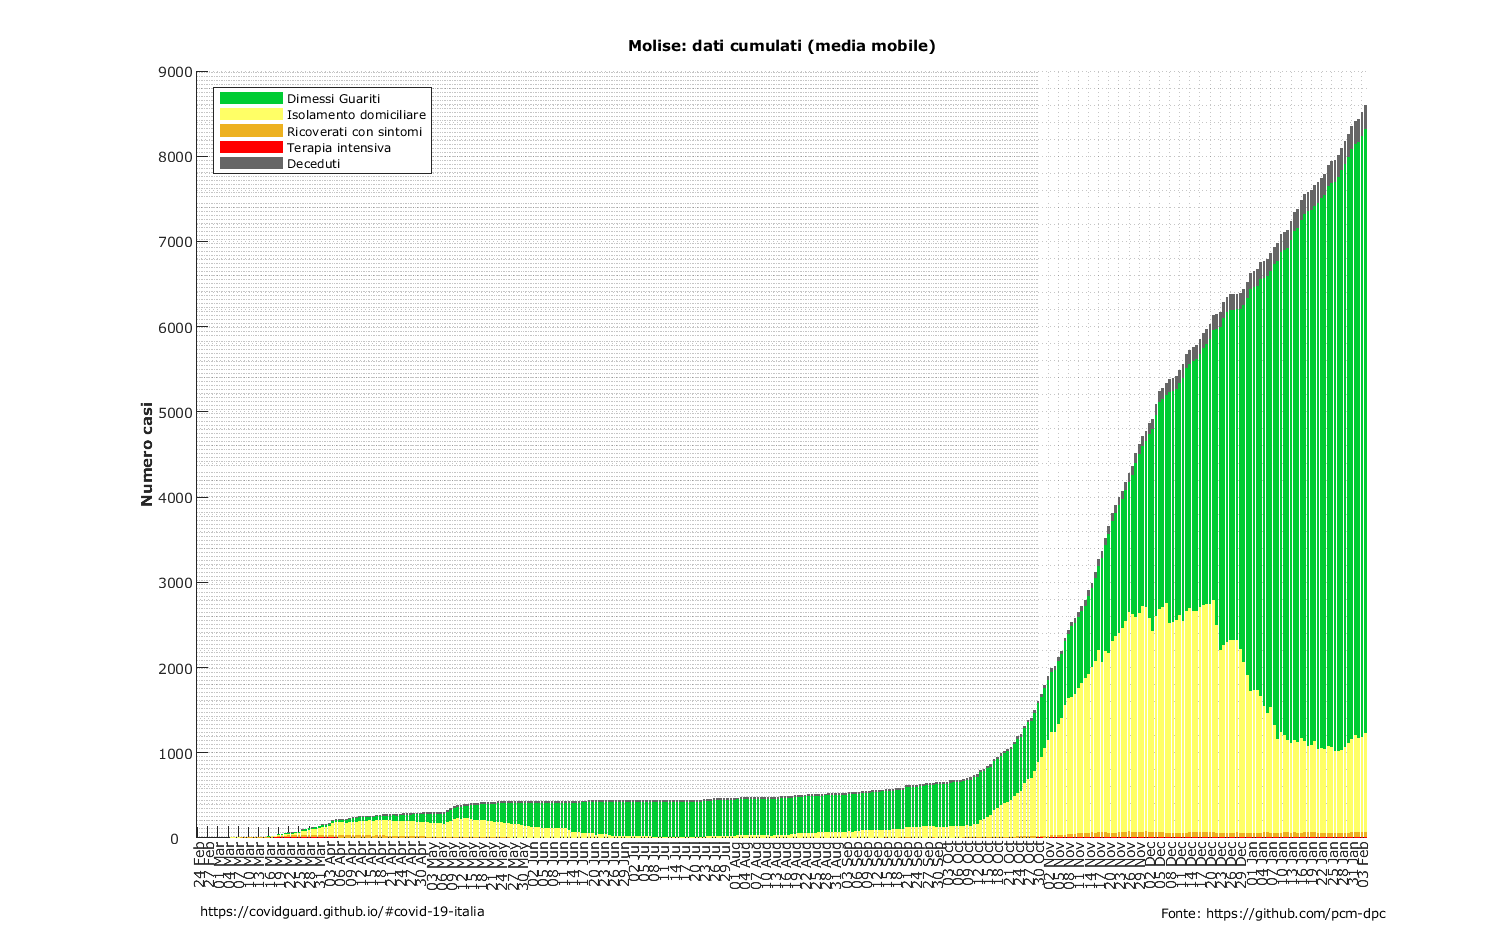 Molise: dati cumulati (media mobile)
9000
8000
7000
6000
5000
4000
3000
2000
1000
0
Numero casi
Dimessi Guariti
Isolamento domiciliare
Ricoverati con sintomi
Terapia intensiva
Deceduti
24 Feb
27 Feb
01 Mar
04 Mar
07 Mar
10 Mar
13 Mar
16 Mar
19 Mar
22 Mar
25 Mar
28 Mar
31 Mar
03 Apr
06 Apr
09 Apr
12 Apr
15 Apr
18 Apr
21 Apr
24 Apr
27 Apr
30 Apr
03 May
06 May
09 May
12 May
15 May
18 May
21 May
24 May
27 May
30 May
02 Jun
05 Jun
08 Jun
11 Jun
14 Jun
17 Jun
20 Jun
23 Jun
26 Jun
29 Jun
02 Jul
05 Jul
08 Jul
11 Jul
14 Jul
17 Jul
20 Jul
23 Jul
26 Jul
29 Jul
01 Aug
04 Aug
07 Aug
10 Aug
13 Aug
16 Aug
19 Aug
22 Aug
25 Aug
28 Aug
31 Aug
03 Sep
06 Sep
09 Sep
12 Sep
15 Sep
18 Sep
21 Sep
24 Sep
27 Sep
30 Sep
03 Oct
06 Oct
09 Oct
12 Oct
15 Oct
18 Oct
21 Oct
24 Oct
27 Oct
30 Oct
02 Nov
05 Nov
08 Nov
11 Nov
14 Nov
17 Nov
20 Nov
23 Nov
26 Nov
29 Nov
02 Dec
05 Dec
08 Dec
11 Dec
14 Dec
17 Dec
20 Dec
23 Dec
26 Dec
29 Dec
01 Jan
04 Jan
07 Jan
10 Jan
13 Jan
16 Jan
19 Jan
22 Jan
25 Jan
28 Jan
31 Jan
03 Feb
https://covidguard.github.io/#covid-19-italia
Fonte: https://github.com/pcm-dpc